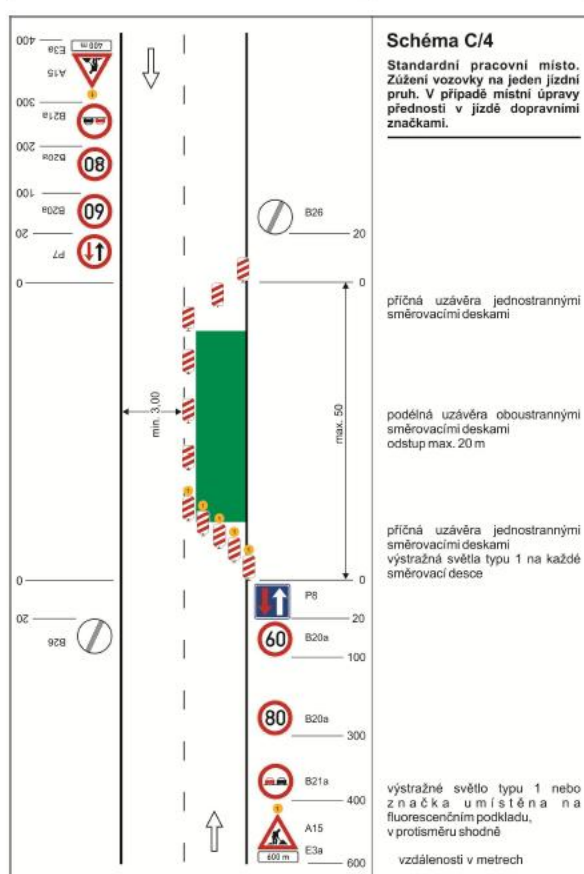 Schéma C/4
Standardní pracovní místo.
Zúžení vozovky na jeden jízdní
pruh. V případě místní úpravy
přednosti v jízdě dopravními
značkami.
400
400 m
E3a
A15
300
B21a
200
80
B20a
100
60
B20a
20
P7
0
B26
20
0
příčná uzávěra jednostrannými
směrovacími deskami
min. 3,00
max. 50
podélná uzávěra oboustrannými
směrovacími deskami
odstup max. 20 m
příčná uzávěra jednostrannými
směrovacími deskami
výstražná světla typu 1 na každé
směrovací desce
0
0
P8
20
20
B26
60
B20a
100
80
B20a
300
B21a
400
výstražné světlo typu 1 nebo
značka umístěna na
fluorescenčním podkladu,
v protisměru shodně
A15
E3a
600 m
600
vzdálenosti v metrech